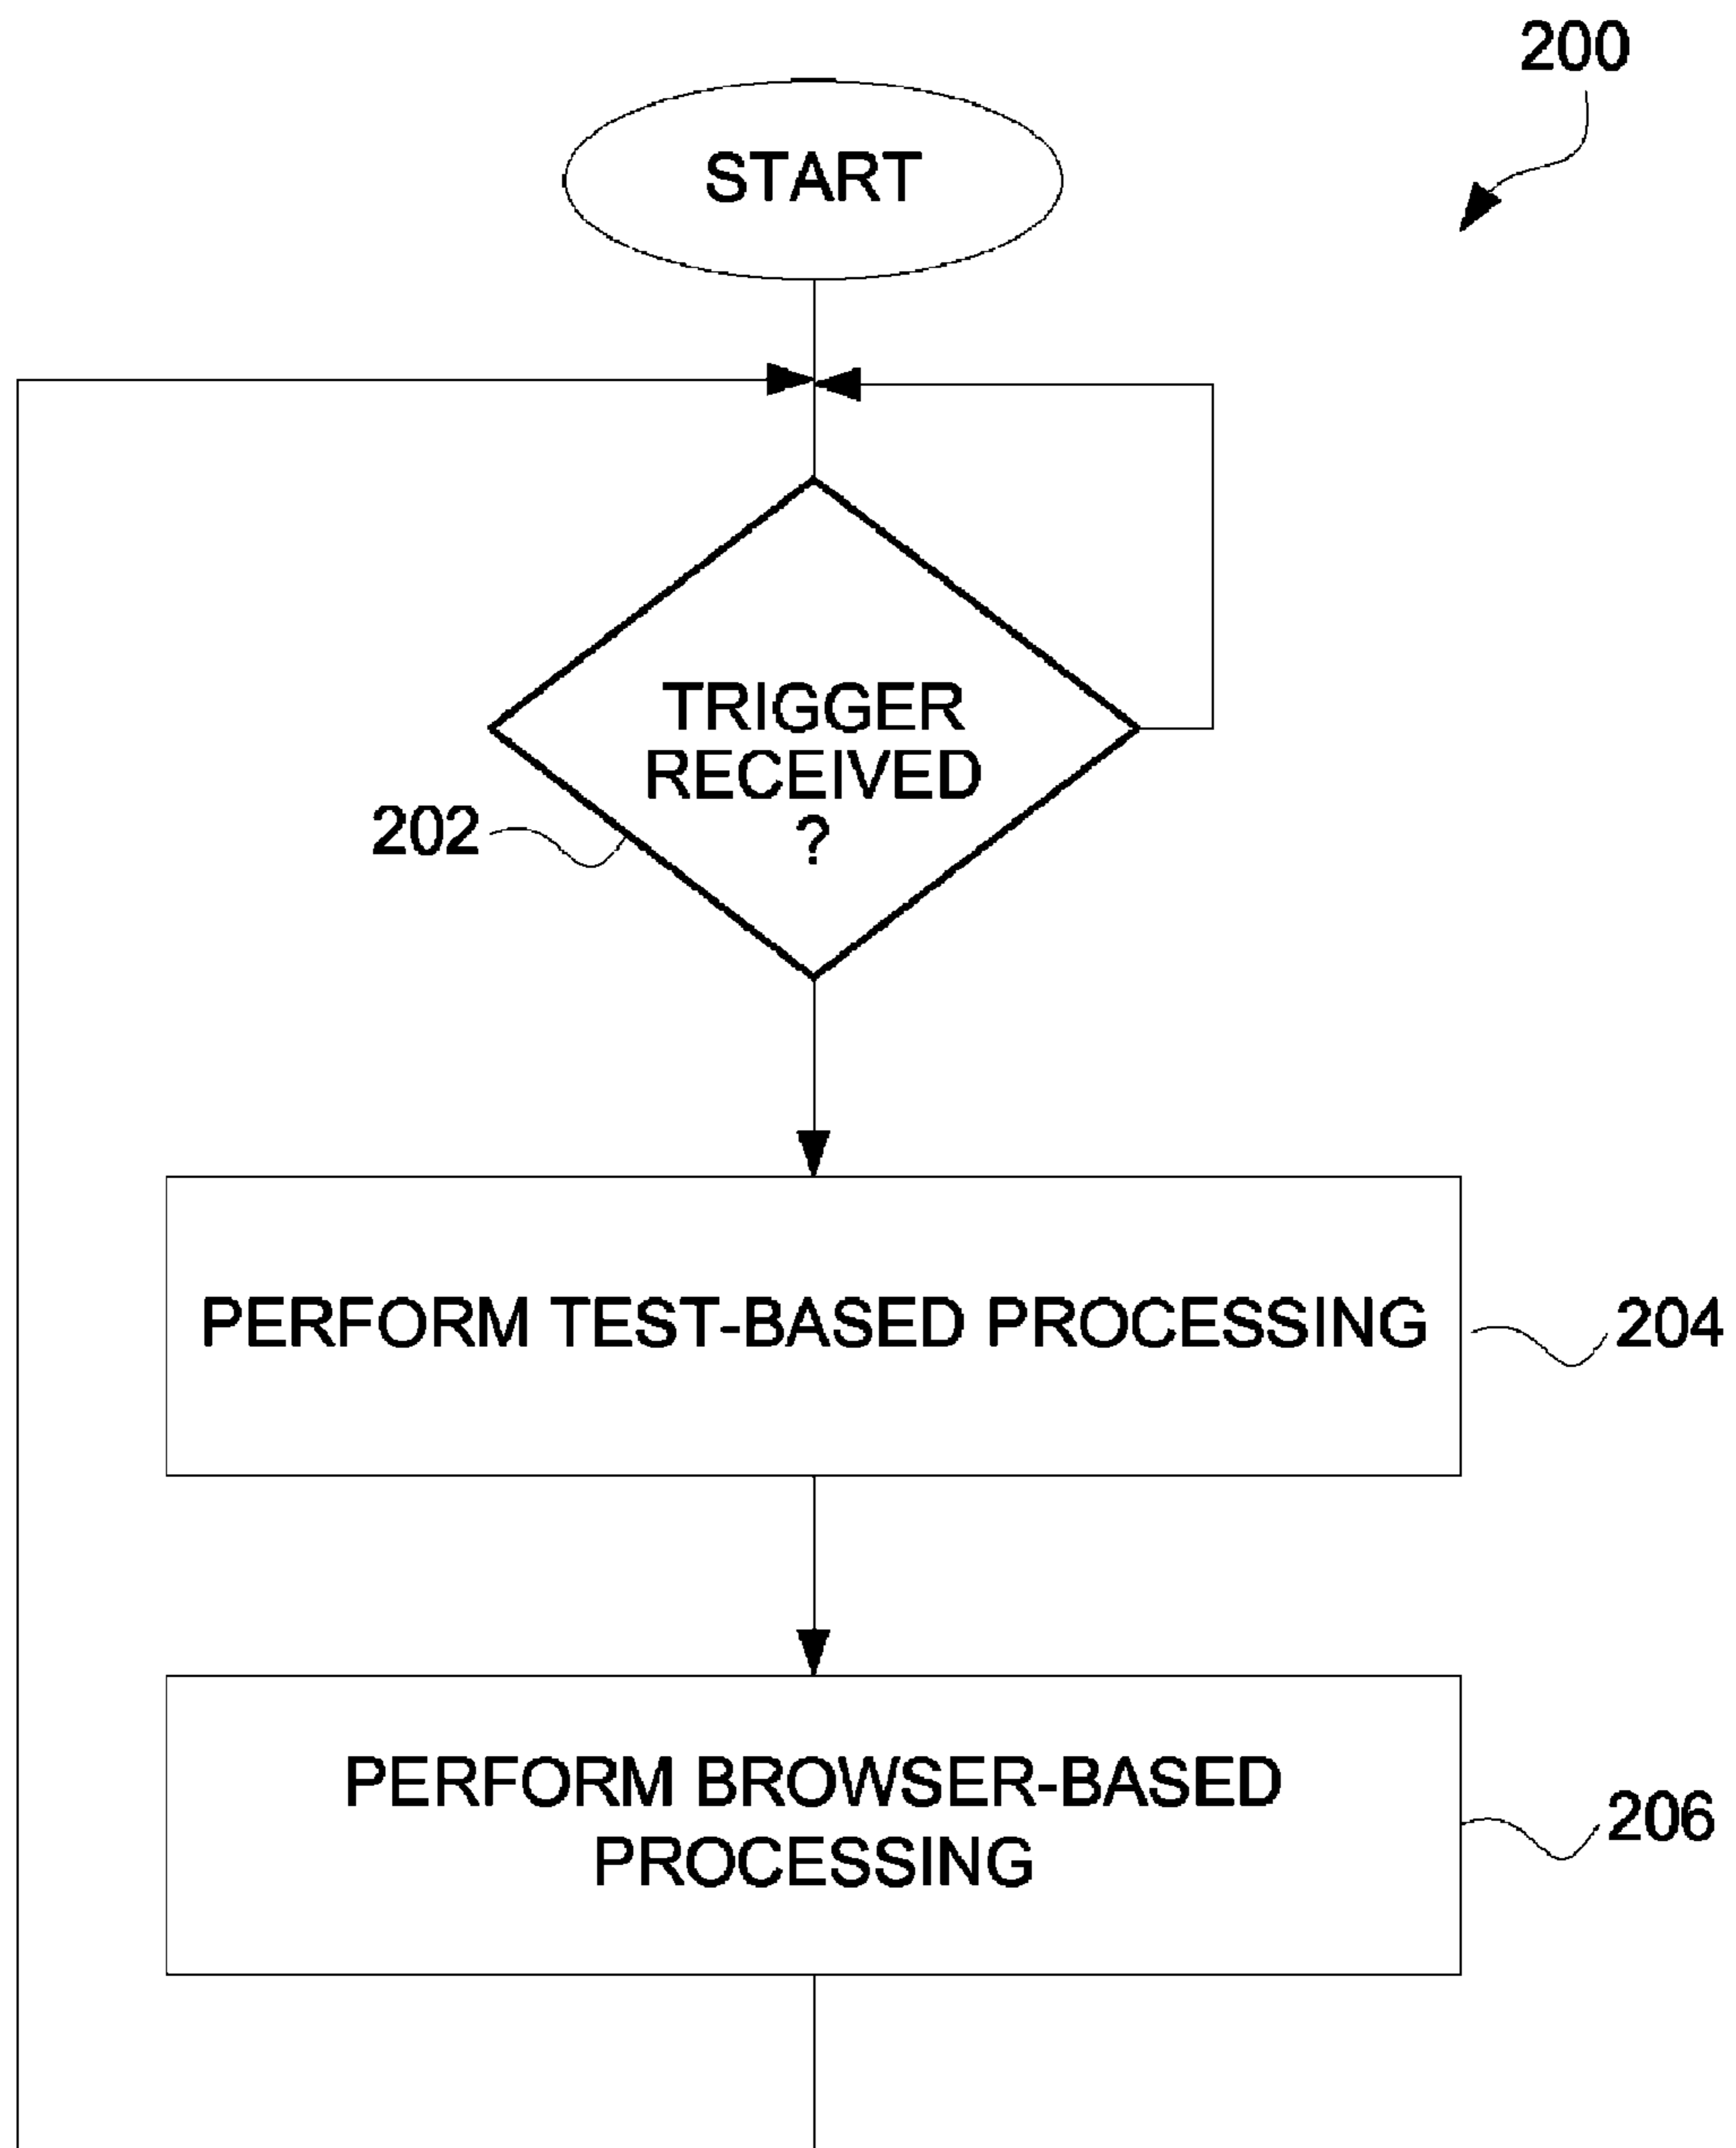 200
START
TRIGGER
RECEIVED
?
202
PERFORM TEST-BASED PROCESSING
204
PERFORM BROWSER-BASED
PROCESSING
206